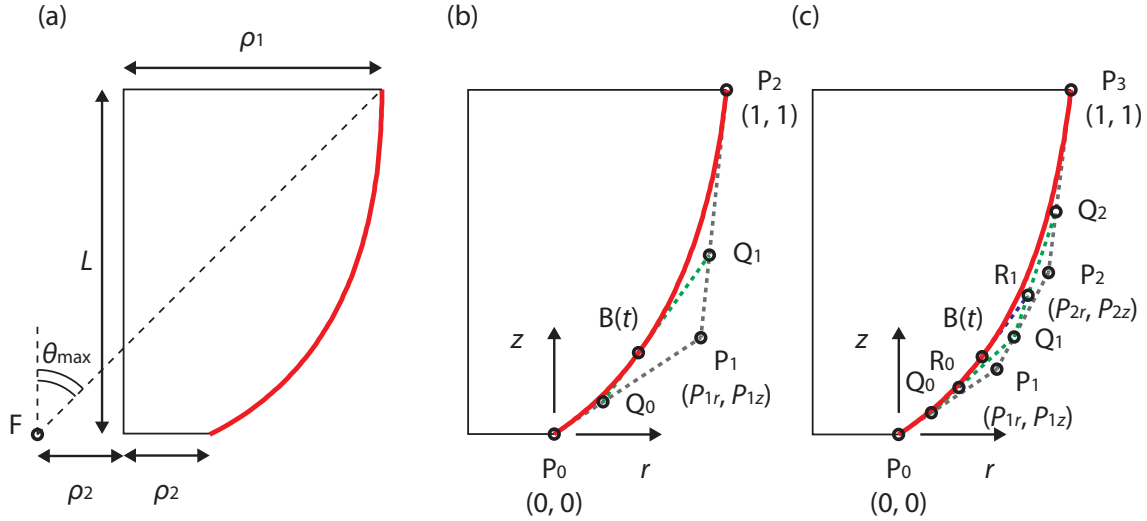 (a)
ρ1
L
θmax
F
ρ2
ρ2
(b)
P2
(1, 1)
Q1
B(t)
z
P1
(P1r, P1z)
Q0
P0
r
(0, 0)
(c)
P3
(1, 1)
Q2
R1
P2
(P2r, P2z)
B(t)
z
Q1
R0
Q0
P1
(P1r, P1z)
P0
r
(0, 0)